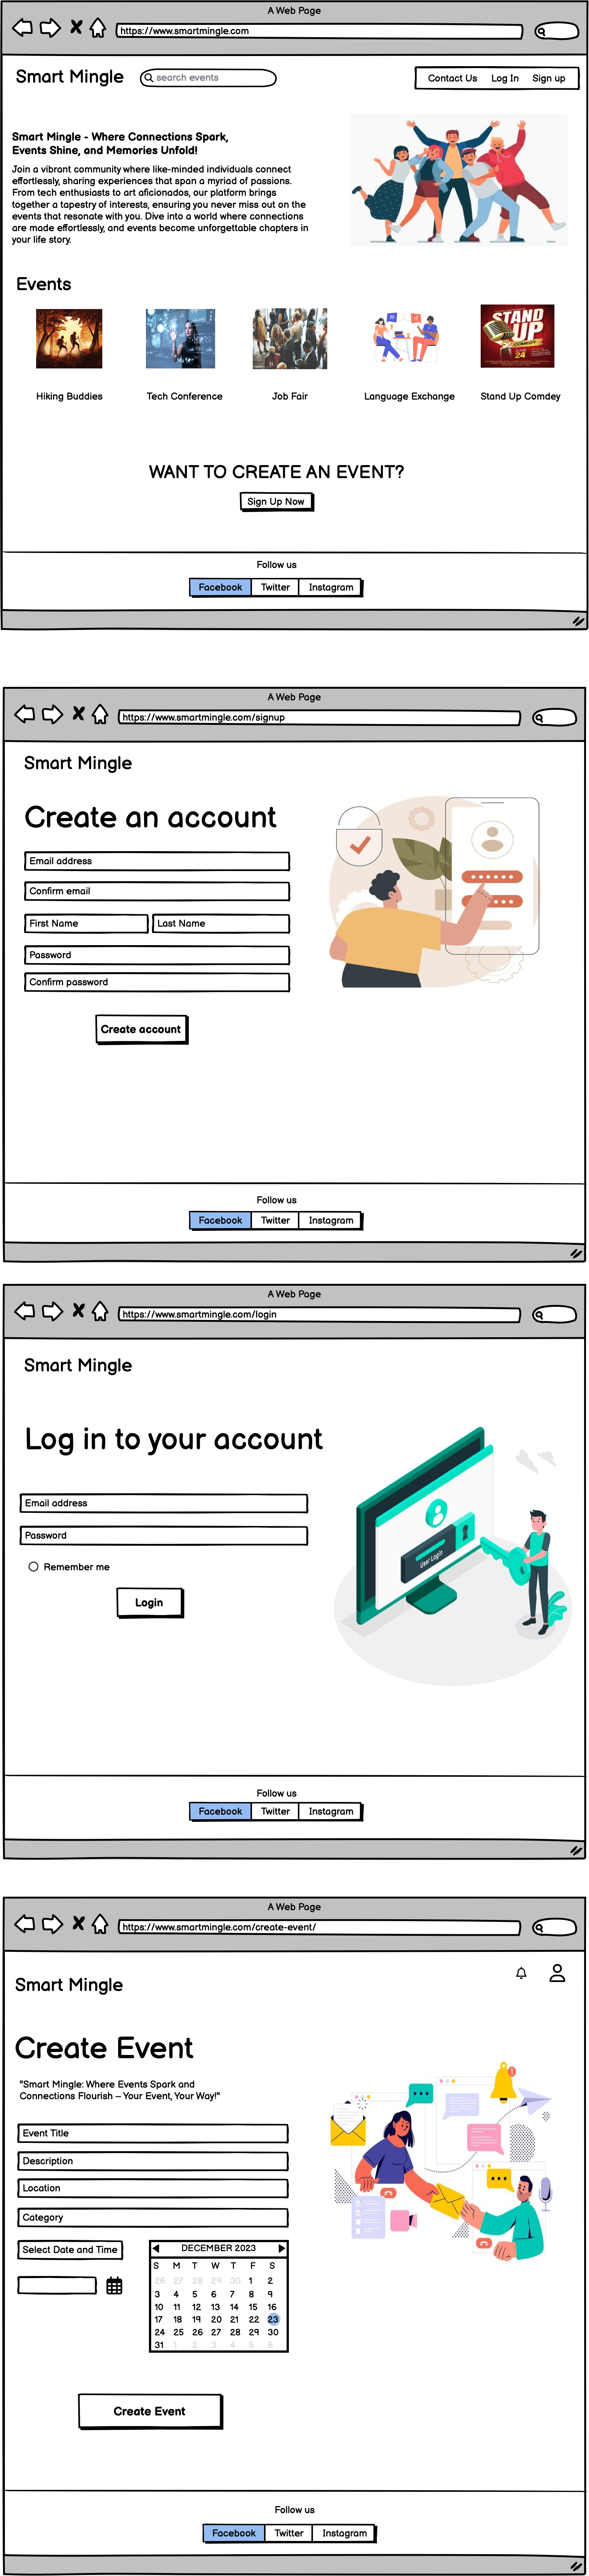 A Web Page
https://www.smartmingle.com
Smart Mingle
search events
Contact Us Log In Sign up
Smart Mingle - Where Connections Spark,
Events Shine, and Memories Unfold!
Join a vibrant community where like-minded individuals connect
effortlessly, sharing experiences that span a myriad of passions.
From tech enthusiasts to art aficionados, our platform brings
together a tapestry of interests, ensuring you never miss out on the
events that resonate with you. Dive into a world where connections
are made effortlessly, and events become unforgettable chapters in
your life story.
Events
STAND
UP
COMEDY
24
Hiking Buddies Tech Conference Job Fair Language Exchange Stand Up Comdey
WANT TO CREATE AN EVENT?
Sign Up Now
Follow us
Facebook Twitter Instagram
A Web Page
https://www.smartmingle.com/signup
Smart Mingle
Create an account
Email address
Confirm email
First Name Last Name
Password
Confirm password
Create account
Follow us
Facebook Twitter Instagram
A Web Page
https://www.smartmingle.com/login
Smart Mingle
Log in to your account
Email address
Password
Remember me
Login
User Login
Follow us
Facebook Twitter Instagram
A Web Page
https://www.smartmingle.com/create-event/
Smart Mingle
Create Event
"Smart Mingle: Where Events Spark and
Connections Flourish – Your Event, Your Way!"
Event Title
Description
Location
Category
Select Date and Time
DECEMBER 2023
S M T W T F S
26 27 28 29 30 1 2
3 4 5 6 7 8 9
10 11 12 13 14 15 16
17 18 19 20 21 22 23
24 25 26 27 28 29 30
31 1 2 3 4 5 6
Create Event
Follow us
Facebook Twitter Instagram